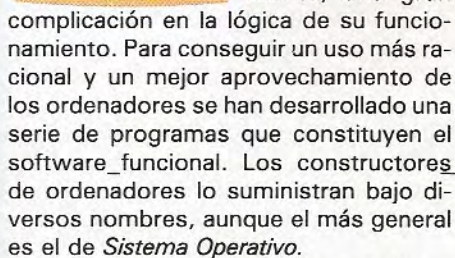 complicación en la lógica de su funcio-
namiento. Para conseguir un uso más ra-
cional y un mejor aprovechamiento de
los ordenadores se han desarrollado una
serie de programas que constituyen el
software_funcional. Los constructores
de ordenadores lo suministran bajo di-
versos nombres, aunque el más general
es el de Sistema Operativo.